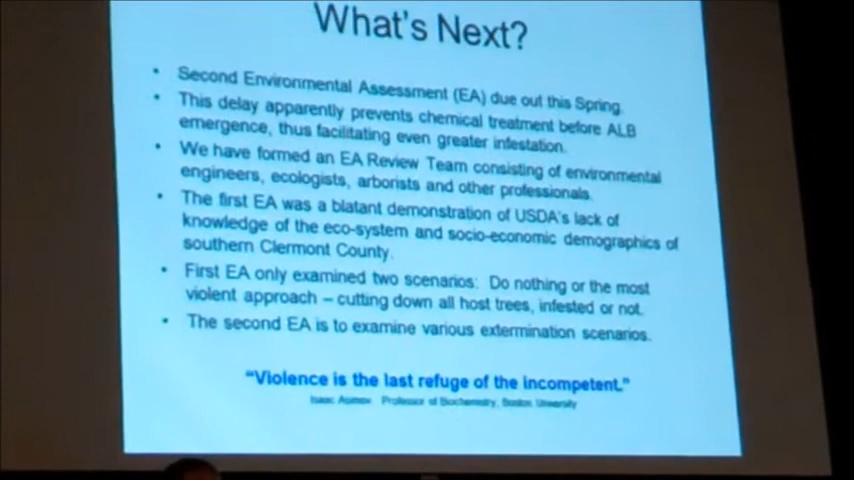 What's Next?
• Second Environmental Assessment (EA) due out this Spring.
• This delay apparently prevents chemical treatment before ALB
emergence, thus facilitating even greater infestation.
• We have formed an EA Review Team consisting of environmental
engineers, ecologists, arborists and other professionals.
• The first EA was a blatant demonstration of USDA's lack of
knowledge of the eco-system and socio-economic demographics of
southern Clermont County.
• First EA only examined two scenarios: Do nothing or the most
violent approach – cutting down all host trees, infested or not.
• The second EA is to examine various extermination scenarios.
"Violence is the last refuge of the incompetent."
Isaac Asimov Professor of Biochemistry, Boston University